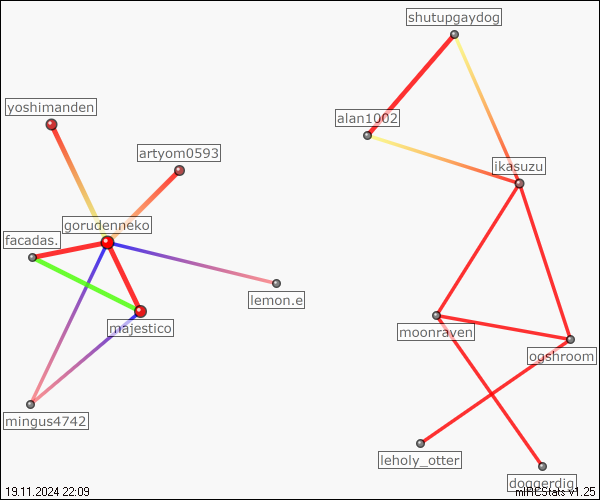 shutupgaydog
yoshimanden
alan1002
artyom0593
ikasuzu
gorudenneko
facadas.
lemon.e
majestico
moonraven
ogshroom
mingus4742
leholy_otter
doggerdig
19.11.2024 22:09
mIRCStats v1.25